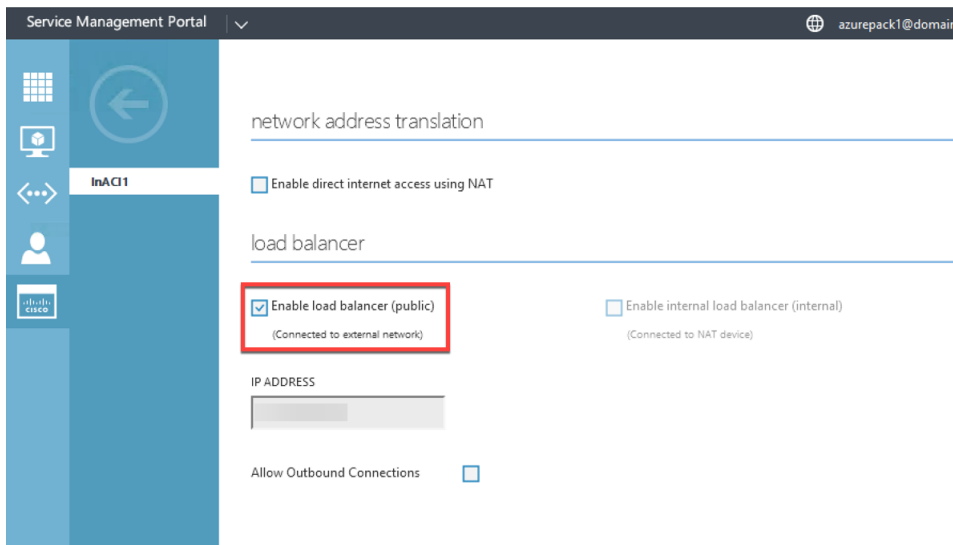 Service Management Portal
azurepack1@domain
network address translation
InACI1
Enable direct internet access using NAT
load balancer
Enable load balancer (public)
Enable internal load balancer (internal)
CISCO
(Connected to external network)
(Connected to NAT device)
IP ADDRESS
Allow Outbound Connections